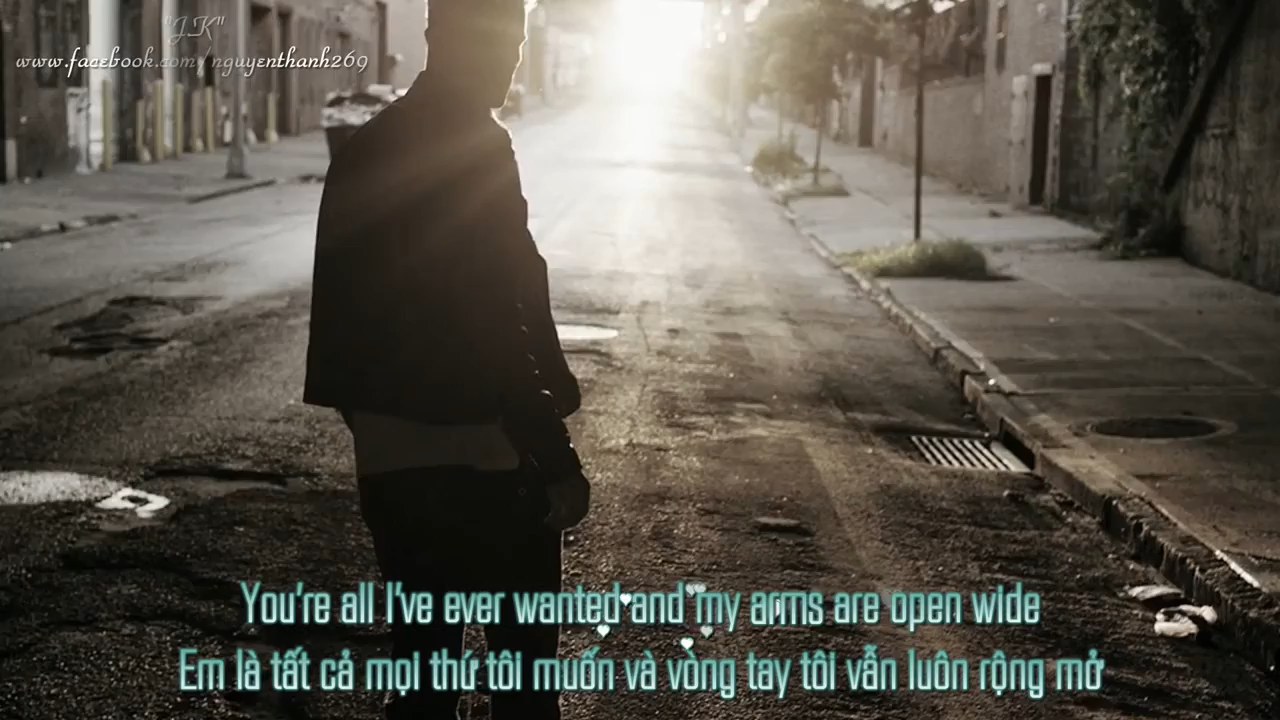 "J.K"
www.facebook.com/nguyenthanh269
You're all I've ever wanted and my arms are open wide
Em là tất cả mọi thứ tôi muốn và vòng tay tôi vẫn luôn rộng mở